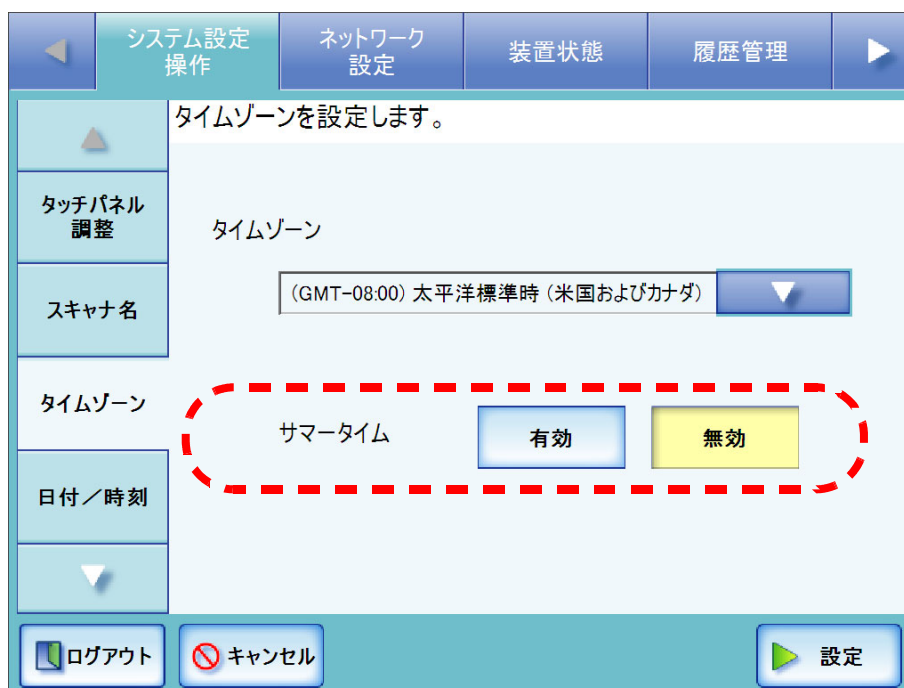 システム設定
操作
ネットワーク
設定
装置状態
履歴管理
タイムゾーンを設定します。
タッチパネル
調整
スキャナ名
タイムゾーン
日付／時刻
タイムゾーン
(GMT-08:00) 太平洋標準時 (米国およびカナダ)
サマータイム
有効
無効
ログアウト
キャンセル
設定